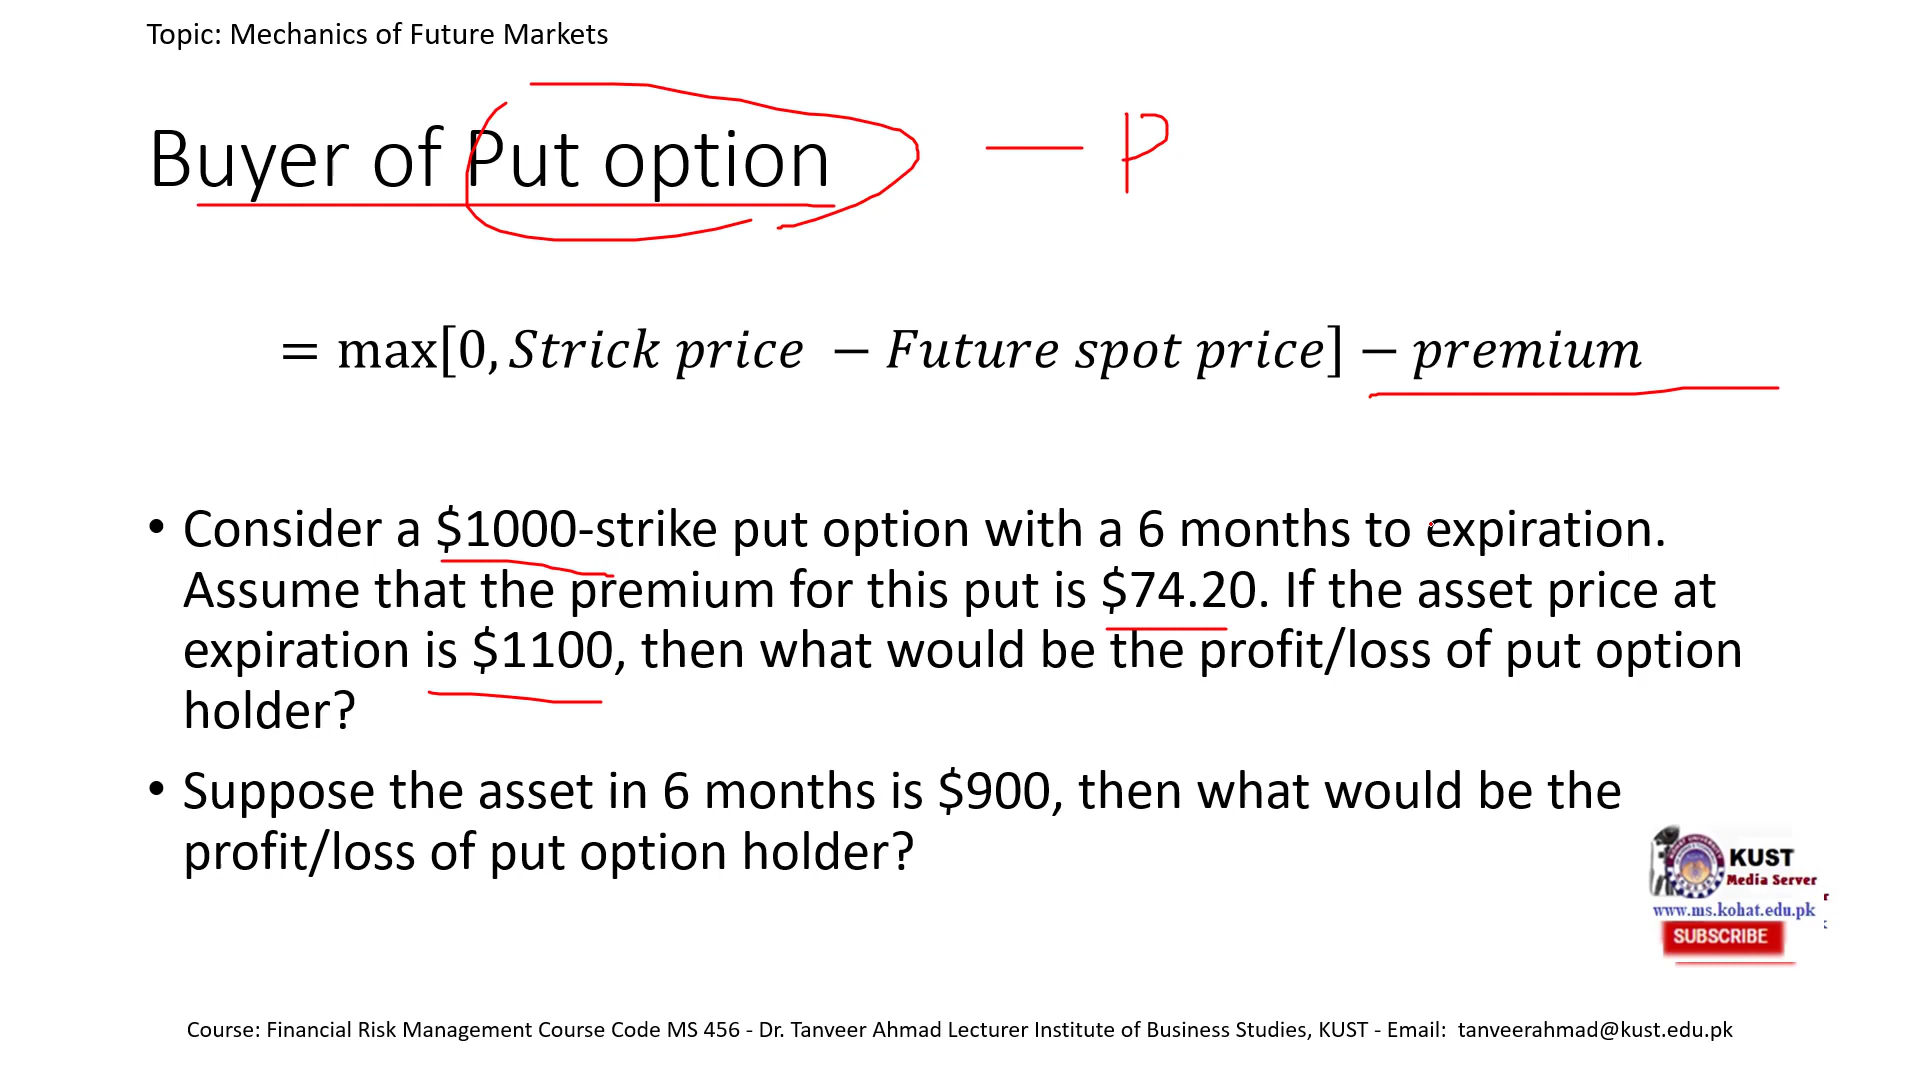 Topic: Mechanics of Future Markets
Buyer of Put option — P
= max[0, Strick price − Future spot price] − premium
• Consider a $1000-strike put option with a 6 months to expiration.
Assume that the premium for this put is $74.20. If the asset price at
expiration is $1100, then what would be the profit/loss of put option
holder?
• Suppose the asset in 6 months is $900, then what would be the
profit/loss of put option holder?
KUST
Media Server
www.ms.kohat.edu.pk
SUBSCRIBE
Course: Financial Risk Management Course Code MS 456 - Dr. Tanveer Ahmad Lecturer Institute of Business Studies, KUST - Email: tanveerahmad@kust.edu.pk